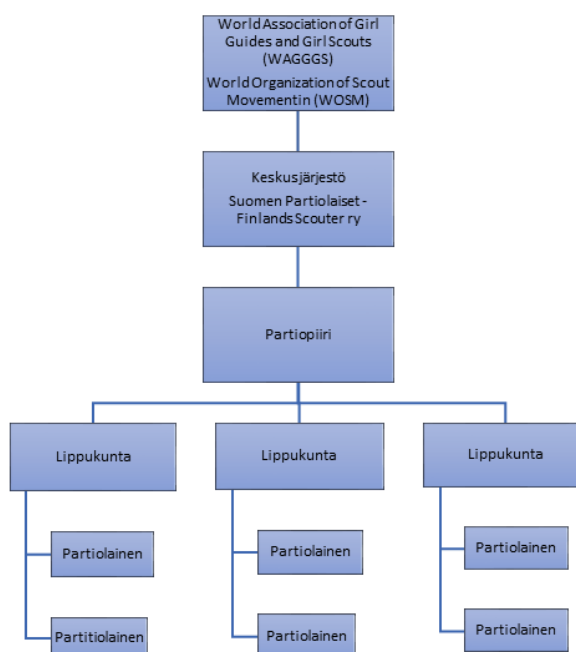 World Association of Girl
Guides and Girl Scouts
(WAGGGS)
World Organization of Scout
Movementin (WOSM)
Keskusjärjestö
Suomen Partiolaiset -
Finlands Scouter ry
Partiopiiri
Lippukunta
Lippukunta
Lippukunta
Partiolainen
Partiolainen
Partiolainen
Partitiolainen
Partiolainen
Partiolainen